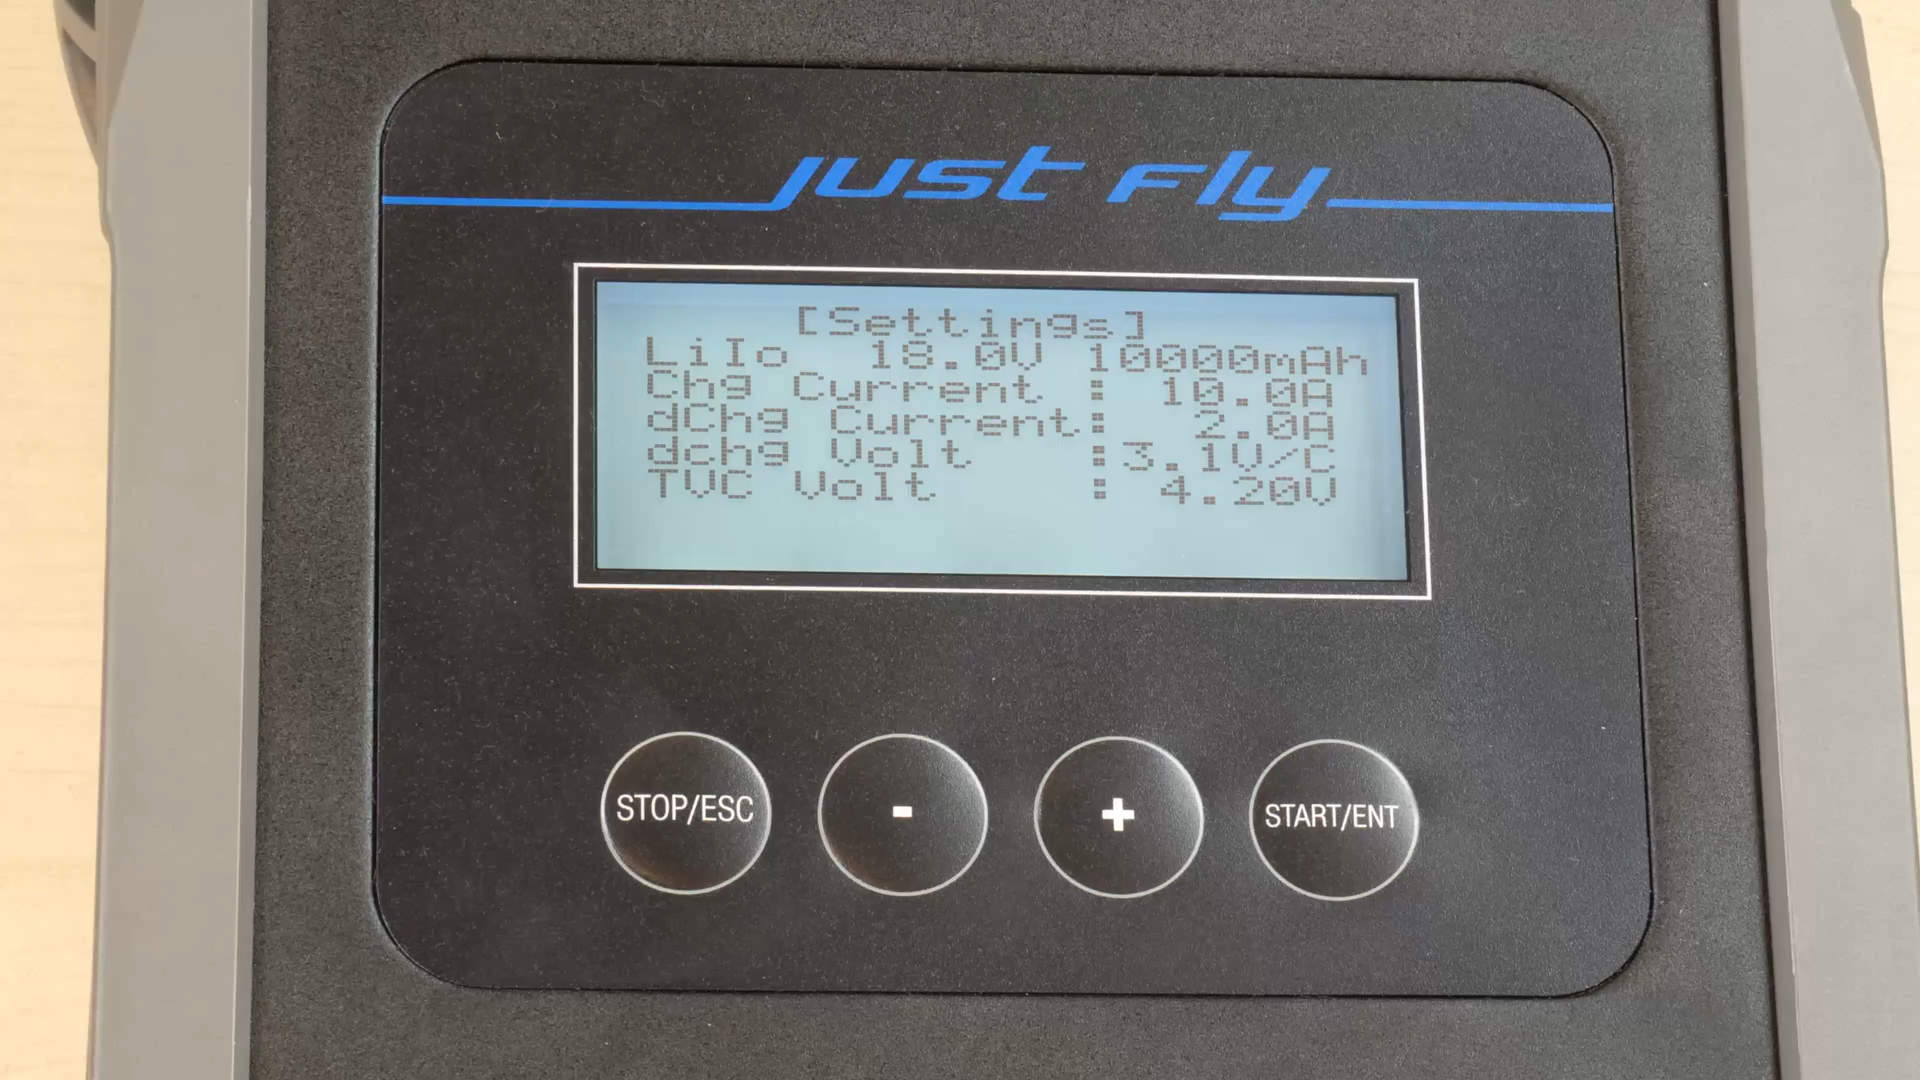 just fly
[Settings]
LiIo 18.0V 10000mAh
Chg Current : 10.0A
dChg Current: 2.0A
dchg Volt :3.1V/C
TVC Volt : 4.20V
STOP/ESC - + START/ENT